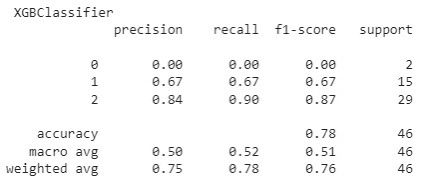 XGBClassifier
precision recall f1-score support
0 0.00 0.00 0.00 2
1 0.67 0.67 0.67 15
2 0.84 0.90 0.87 29
accuracy 0.78 46
macro avg 0.50 0.52 0.51 46
weighted avg 0.75 0.78 0.76 46